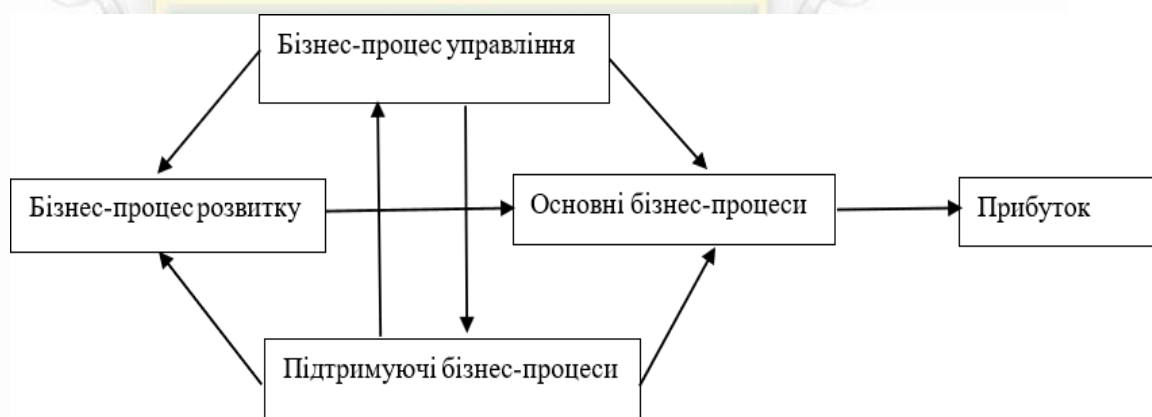 Бізнес-процес управління
Бізнес-процес розвитку
Основні бізнес-процеси
Прибуток
Підтримуючі бізнес-процеси